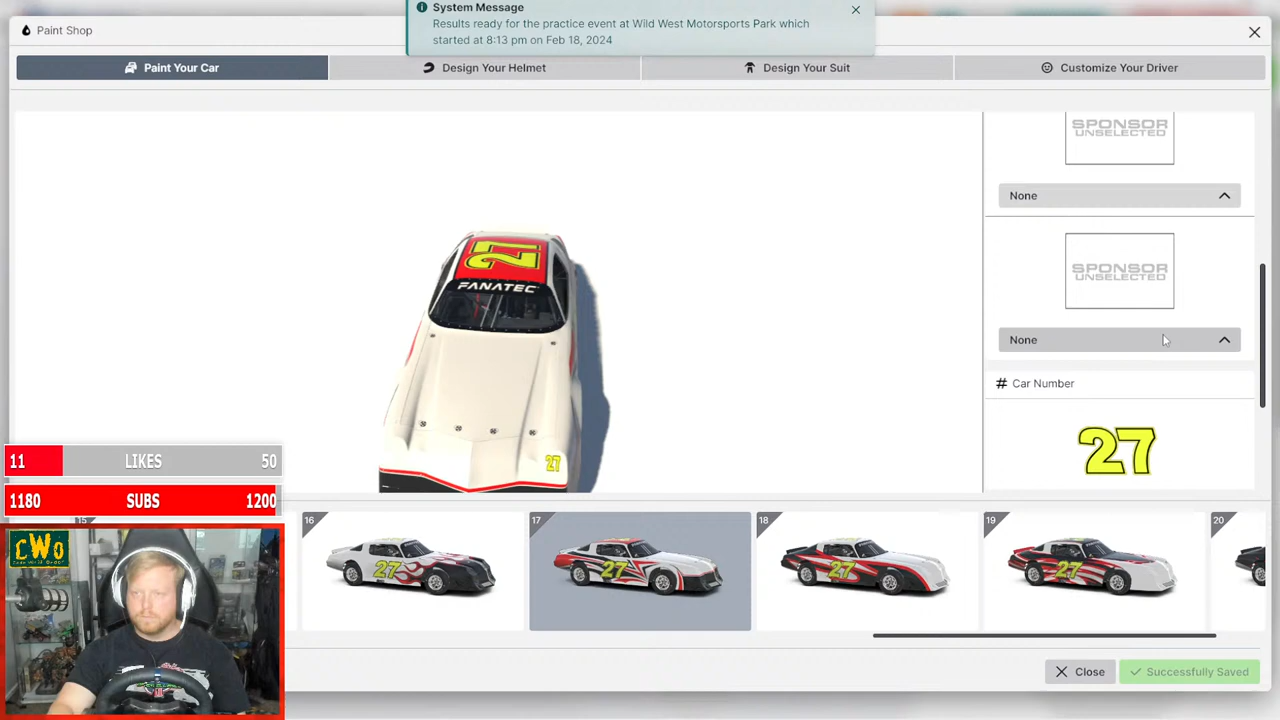 System Message
Results ready for the practice event at Wild West Motorsports Park which
started at 8:13 pm on Feb 18, 2024
Paint Shop
Paint Your Car
Design Your Helmet
Design Your Suit
Customize Your Driver
SPONSOR
UNSELECTED
None
SPONSOR
UNSELECTED
None
# Car Number
27
27
FANATEC
27
11 LIKES 50
1180 SUBS 1200
CWO
15
16
27
17
27
18
27
19
27
20
Close
Successfully Saved